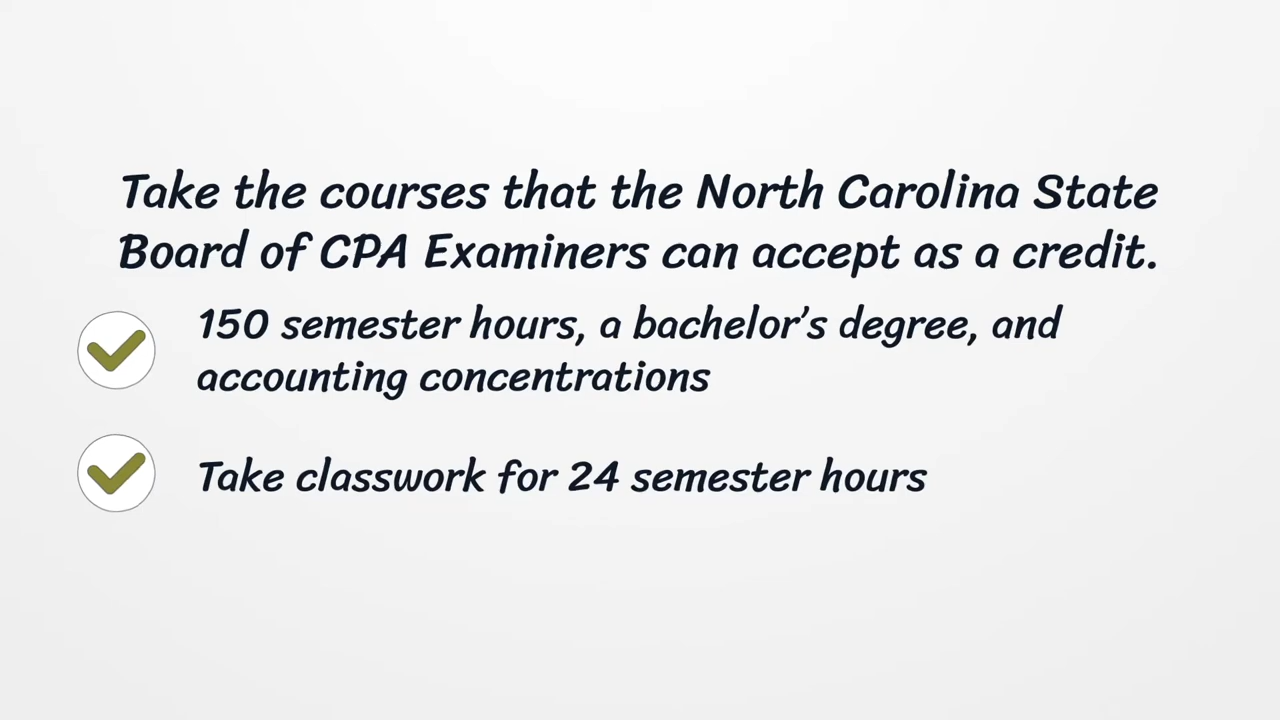 Take the courses that the North Carolina State
Board of CPA Examiners can accept as a credit.
150 semester hours, a bachelor’s degree, and
accounting concentrations
Take classwork for 24 semester hours